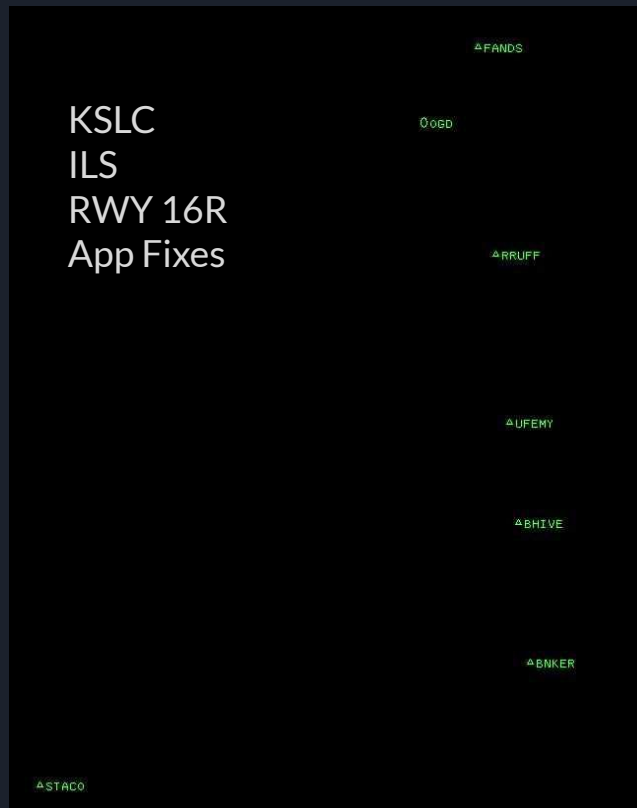 FANDS
OGD
KSLC
ILS
RWY 16R
App Fixes
RRUFF
UFEMY
BHIVE
BNKER
STACO